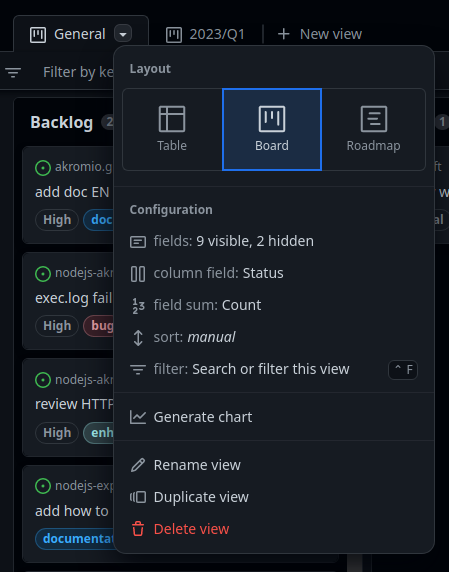 General
2023/Q1
New view
Filter by ke
Layout
Table
Board
Roadmap
Configuration
fields: 9 visible, 2 hidden
column field: Status
field sum: Count
sort: manual
filter: Search or filter this view
^ F
Generate chart
Rename view
Duplicate view
Delete view
Backlog 2
1
akromio.g
add doc EN
High doc
nodejs-akr
exec.log fail
High bug
nodejs-akr
review HTTP
High enh
nodejs-exp
add how to
documentat
ft
w
al